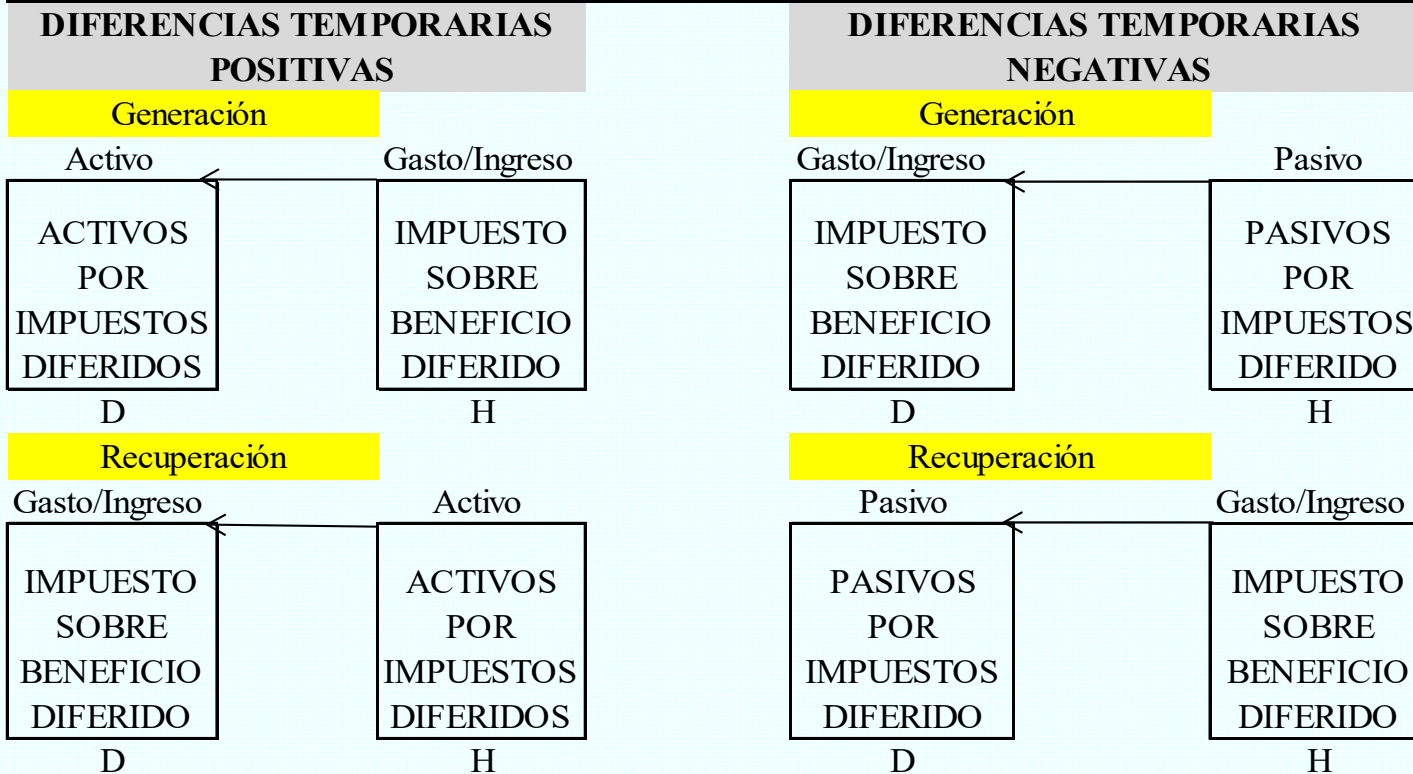 DIFERENCIAS TEMPORARIAS
POSITIVAS
Generación
Activo
Gasto/Ingreso
ACTIVOS
POR
IMPUESTOS
DIFERIDOS
D
IMPUESTO
SOBRE
BENEFICIO
DIFERIDO
H
Recuperación
Gasto/Ingreso
Activo
IMPUESTO
SOBRE
BENEFICIO
DIFERIDO
D
ACTIVOS
POR
IMPUESTOS
DIFERIDOS
H
DIFERENCIAS TEMPORARIAS
NEGATIVAS
Generación
Gasto/Ingreso
Pasivo
IMPUESTO
SOBRE
BENEFICIO
DIFERIDO
D
PASIVOS
POR
IMPUESTOS
DIFERIDO
H
Recuperación
Pasivo
Gasto/Ingreso
PASIVOS
POR
IMPUESTOS
DIFERIDO
D
IMPUESTO
SOBRE
BENEFICIO
DIFERIDO
H